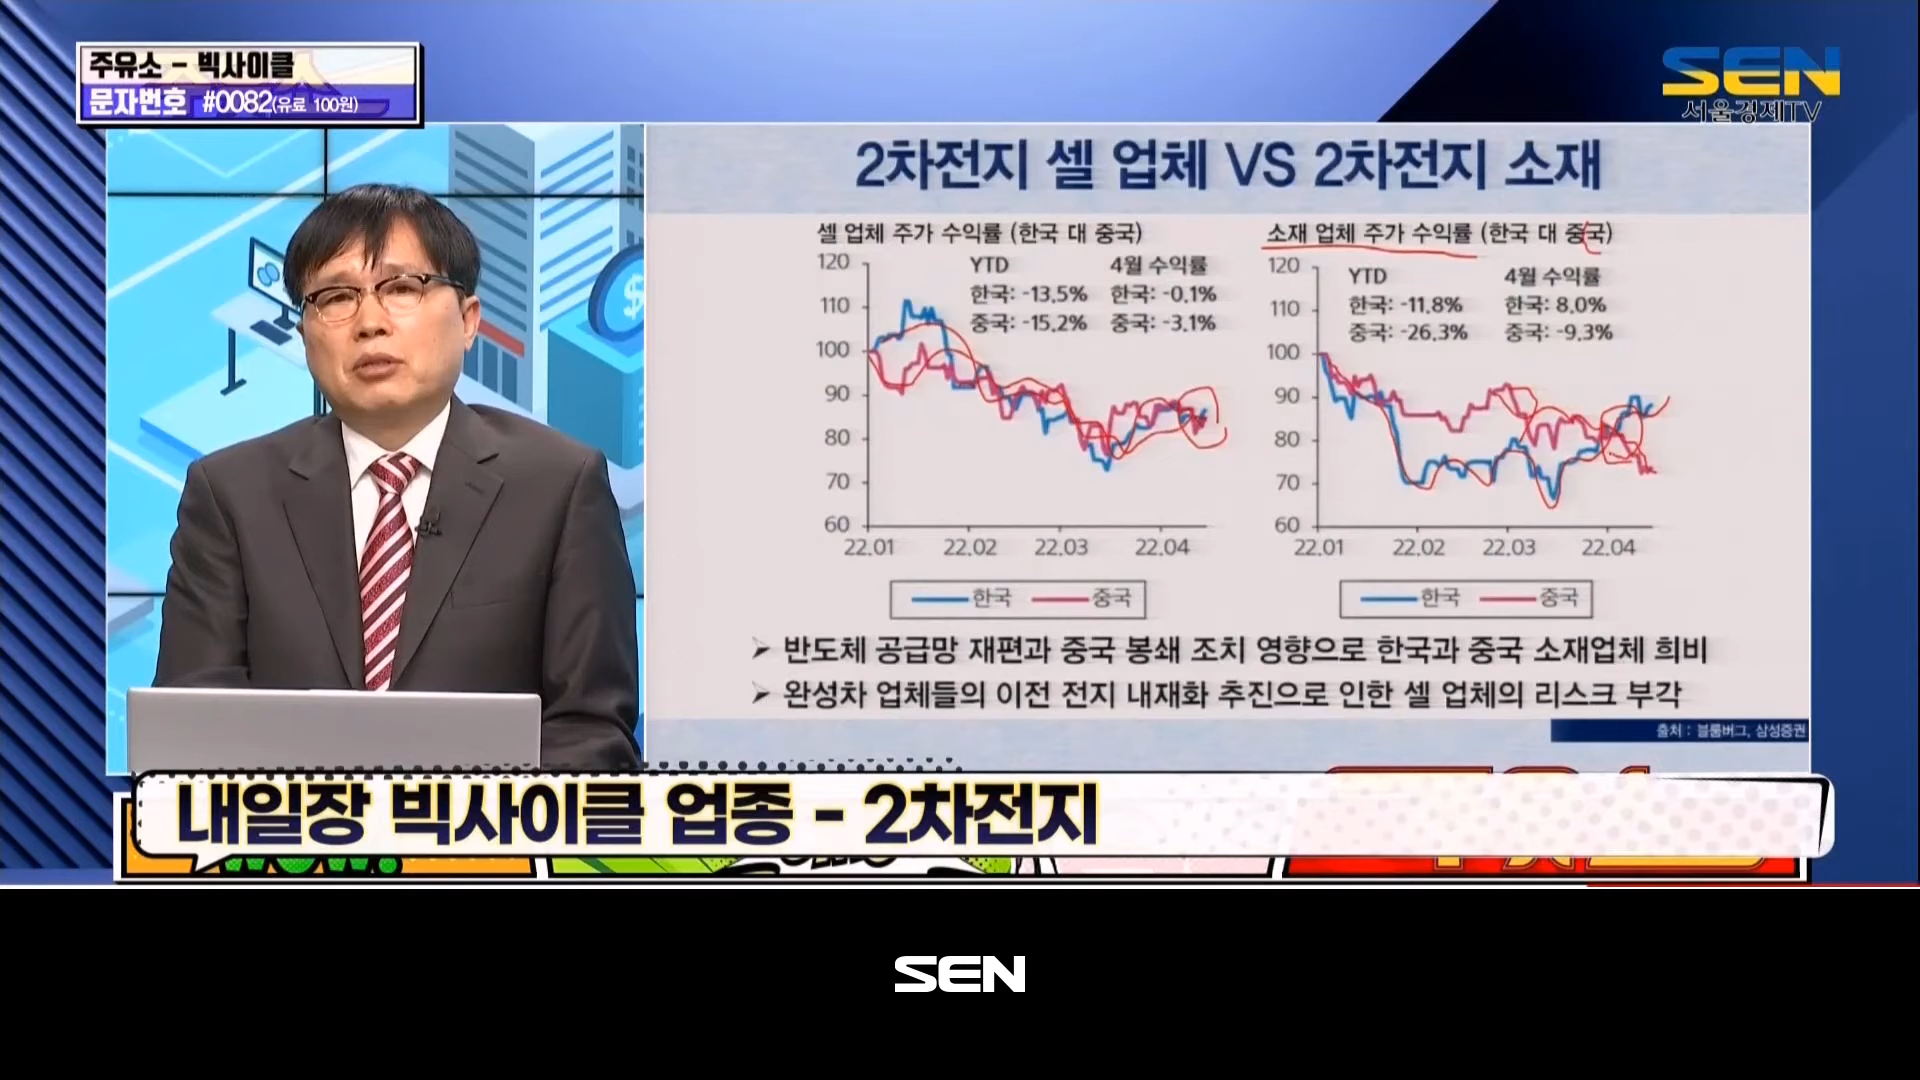 주유소 - 빅사이클
문자번호 #0082(유료 100원)
SEN
서울경제TV
2차전지 셀 업체 VS 2차전지 소재
셀 업체 주가 수익률 (한국 대 중국)
YTD 4월 수익률
한국: -13.5% 한국: -0.1%
중국: -15.2% 중국: -3.1%
120
110
100
90
80
70
60
22.01 22.02 22.03 22.04
한국 중국
소재 업체 주가 수익률 (한국 대 중국)
YTD 4월 수익률
한국: -11.8% 한국: 8.0%
중국: -26.3% 중국: -9.3%
120
110
100
90
80
70
60
22.01 22.02 22.03 22.04
한국 중국
➢ 반도체 공급망 재편과 중국 봉쇄 조치 영향으로 한국과 중국 소재업체 희비
➢ 완성차 업체들의 이전 전지 내재화 추진으로 인한 셀 업체의 리스크 부각
출처 : 블룸버그, 삼성증권
내일장 빅사이클 업종 - 2차전지
SEN